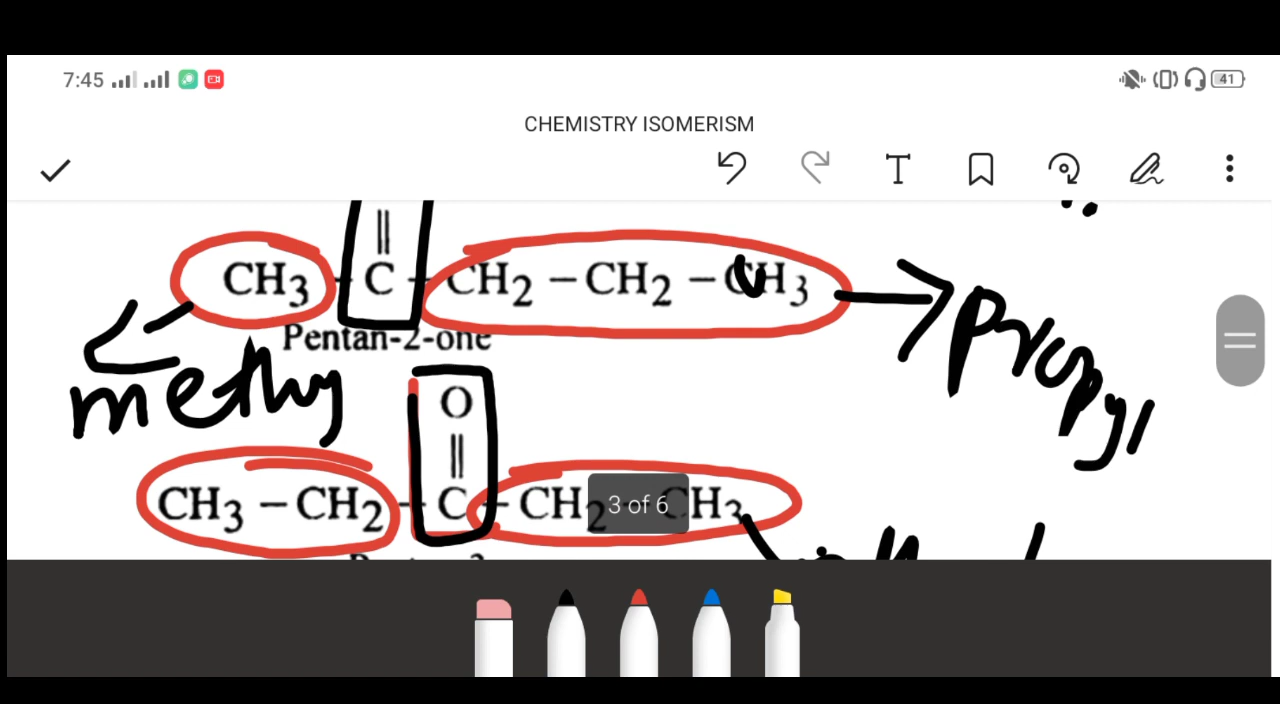 7:45
41
CHEMISTRY ISOMERISM
T
||
CH3 - C - CH2 - CH2 - CH3
Pentan-2-one
propyl
methy
O
||
CH3 - CH2 - C - CH2 - CH3
3 of 6